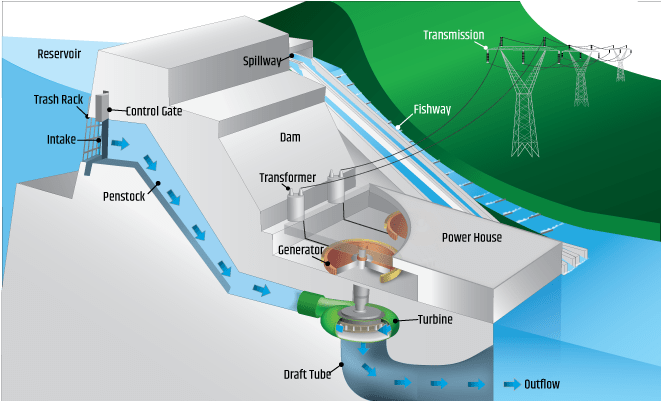 Reservoir
Spillway
Transmission
Trash Rack
Control Gate
Fishway
Intake
Dam
Transformer
Penstock
Generator
Power House
Turbine
Draft Tube
Outflow